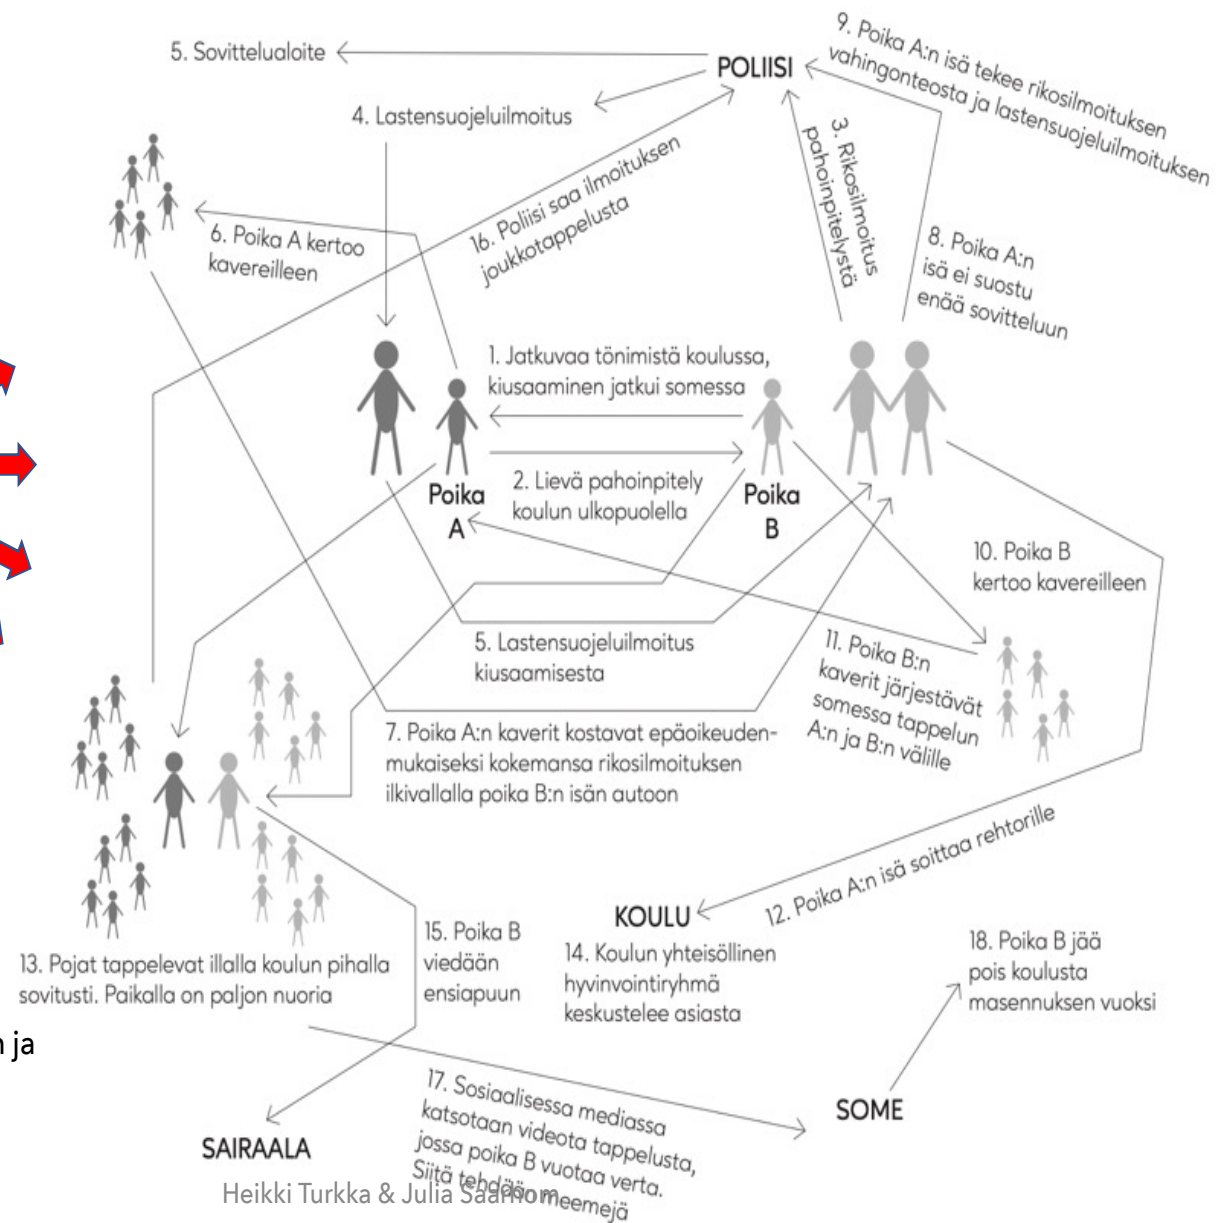 9. Poika A:n isä tekee rikosilmoituksen
vahingonteosta ja lastensuojeluilmoituksen
5. Sovittelualoite
POLIISI
4. Lastensuojeluilmoitus
3. Rikosilmoitus
pahoinpitelystä
16. Poliisi saa ilmoituksen
joukkotappelusta
6. Poika A kertoo
kavereilleen
8. Poika A:n
isä ei suostu
enää sovitteluun
1. Jatkuvaa tönimistä koulussa,
kiusaaminen jatkui somessa
2. Lievä pahoinpitely
koulun ulkopuolella
Poika
A
Poika
B
10. Poika B
kertoo kavereilleen
5. Lastensuojeluilmoitus
kiusaamisesta
11. Poika B:n
kaverit järjestävät
somessa tappelun
A:n ja B:n välille
7. Poika A:n kaverit kostavat epäoikeuden-
mukaiseksi kokemansa rikosilmoituksen
ilkivallalla poika B:n isän autoon
12. Poika A:n isä soittaa rehtorille
KOULU
14. Koulun yhteisöllinen
hyvinvointiryhmä
keskustelee asiasta
15. Poika B
viedään
ensiapuun
13. Pojat tappelevat illalla koulun pihalla
sovitusti. Paikalla on paljon nuoria
18. Poika B jää
pois koulusta
masennuksen vuoksi
ja
17. Sosiaalisessa mediassa
katsotaan videota tappelusta,
jossa poika B vuotaa verta.
Siitä tehdään meemejä
SOME
SAIRAALA
Heikki Turkka & Julia